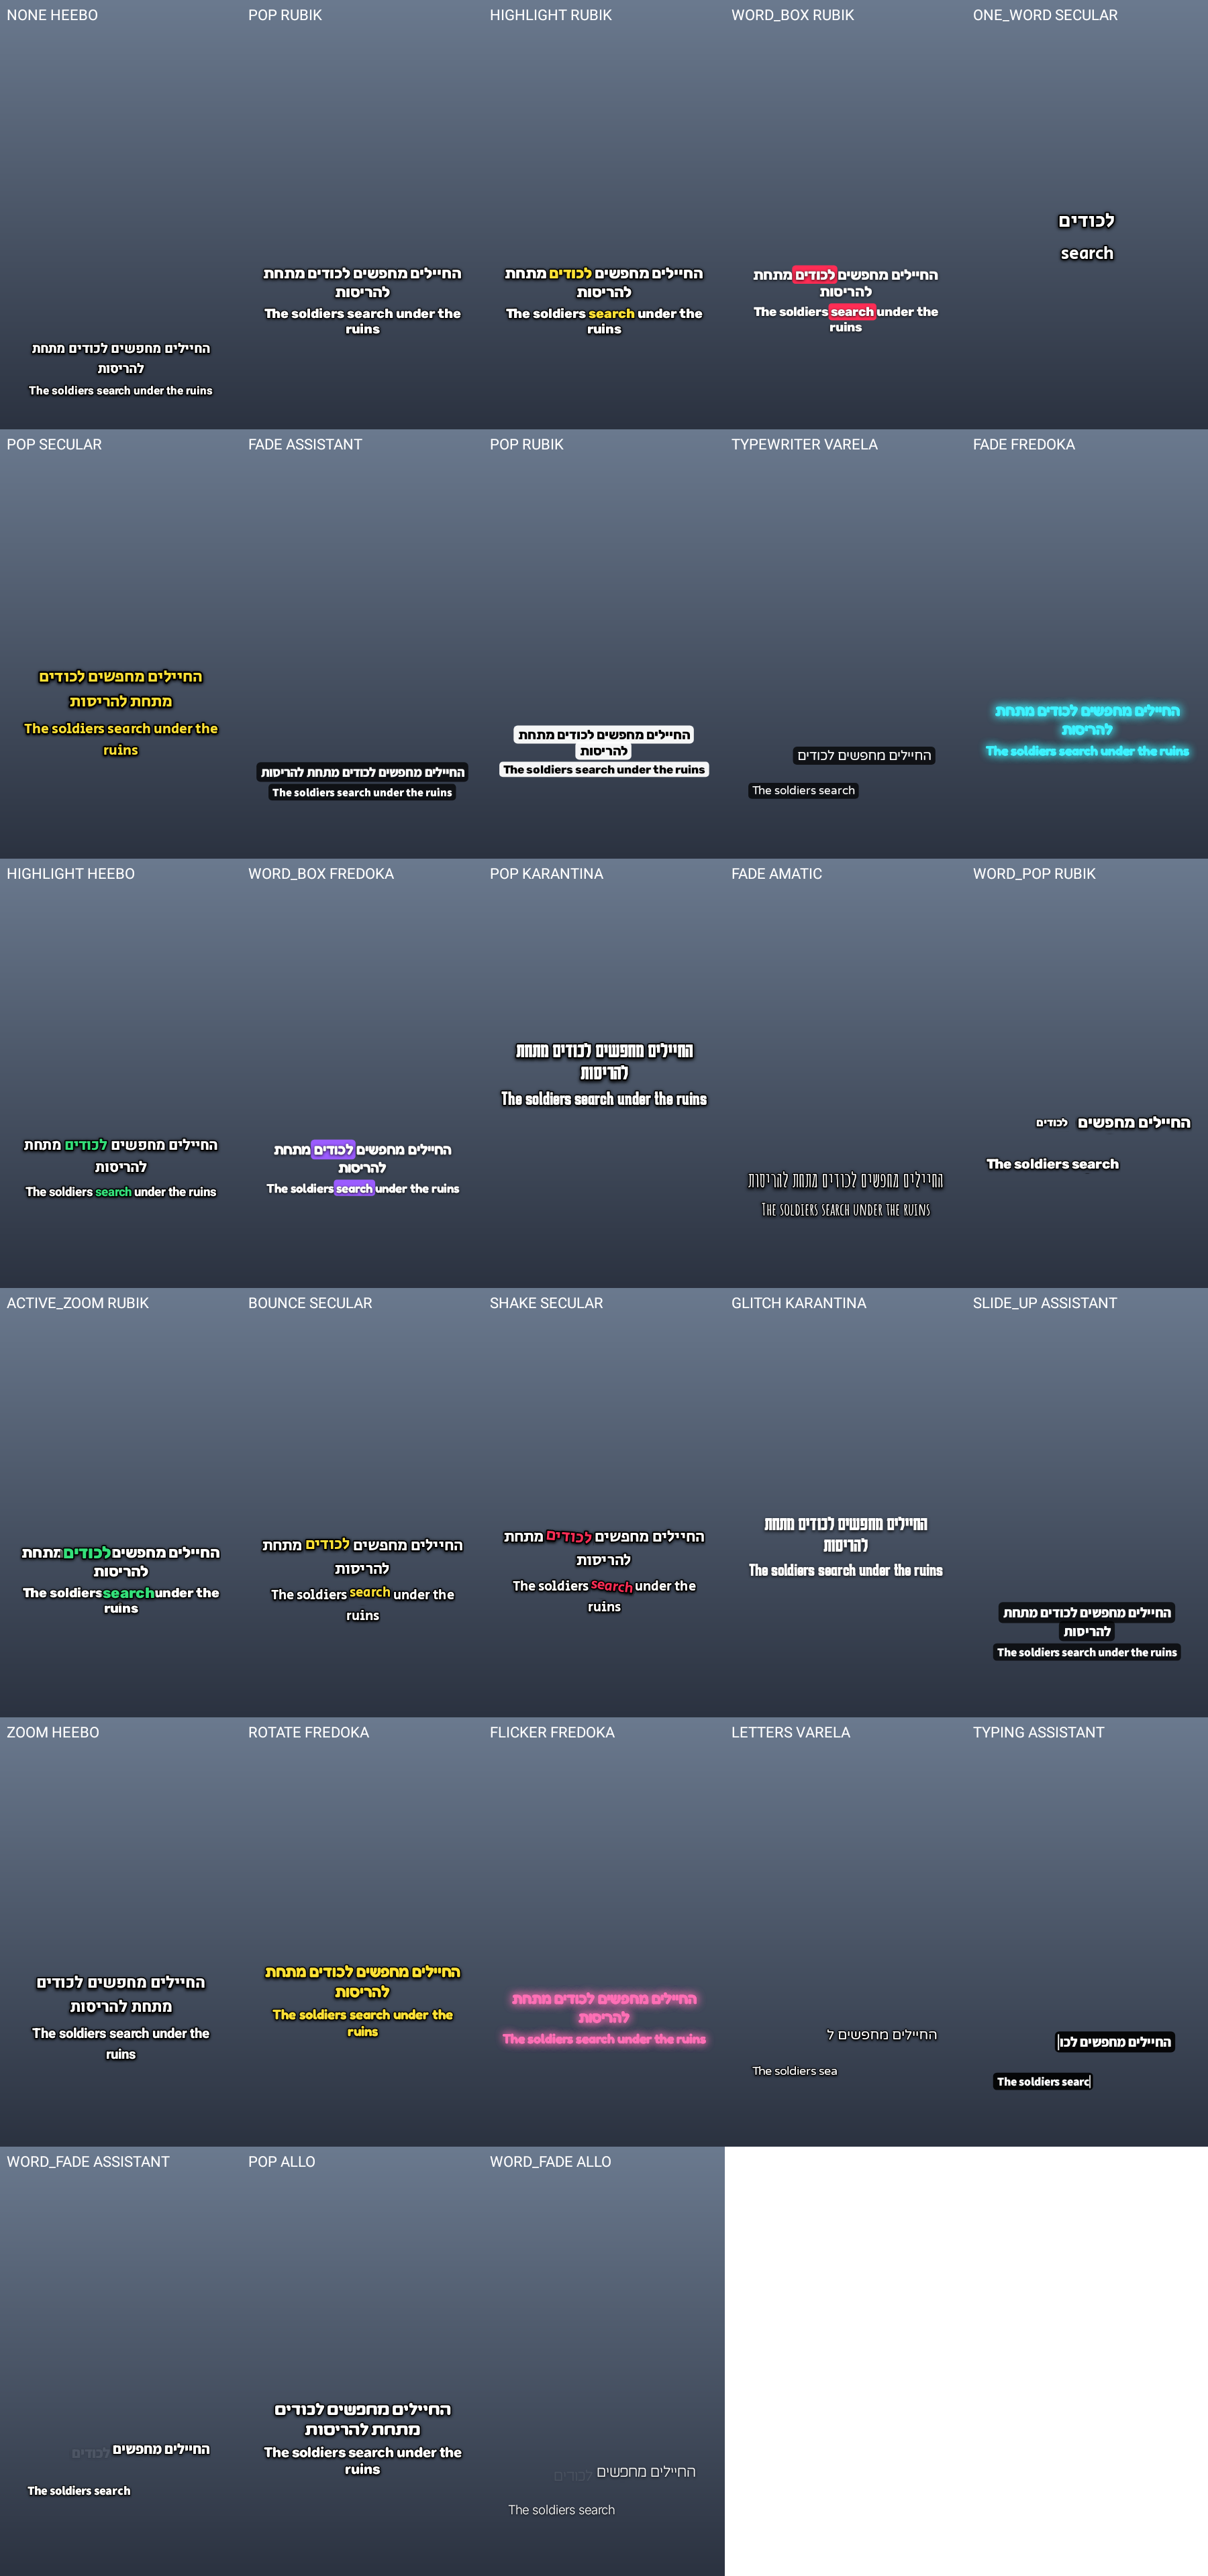 NONE HEEBO
החיילים מחפשים לכודים מתחת
להריסות
The soldiers search under the ruins
POP RUBIK
החיילים מחפשים לכודים מתחת
להריסות
The soldiers search under the
ruins
HIGHLIGHT RUBIK
החיילים מחפשים לכודים מתחת
להריסות
The soldiers search under the
ruins
WORD_BOX RUBIK
החיילים מחפשים לכודים מתחת
להריסות
The soldiers search under the
ruins
ONE_WORD SECULAR
לכודים
search
POP SECULAR
החיילים מחפשים לכודים
מתחת להריסות
The soldiers search under the
ruins
FADE ASSISTANT
החיילים מחפשים לכודים מתחת להריסות
The soldiers search under the ruins
POP RUBIK
החיילים מחפשים לכודים מתחת
להריסות
The soldiers search under the ruins
TYPEWRITER VARELA
החיילים מחפשים לכודים
The soldiers search
FADE FREDOKA
החיילים מחפשים לכודים מתחת
להריסות
The soldiers search under the ruins
HIGHLIGHT HEEBO
החיילים מחפשים לכודים מתחת
להריסות
The soldiers search under the ruins
WORD_BOX FREDOKA
החיילים מחפשים לכודים מתחת
להריסות
The soldiers search under the ruins
POP KARANTINA
החיילים מחפשים לכודים מתחת
להריסות
The soldiers search under the ruins
FADE AMATIC
החיילים מחפשים לכודים מתחת להריסות
The soldiers search under the ruins
WORD_POP RUBIK
החיילים מחפשים לכודים
The soldiers search
ACTIVE_ZOOM RUBIK
החיילים מחפשים לכודים מתחת
להריסות
The soldiers search under the
ruins
BOUNCE SECULAR
החיילים מחפשים לכודים מתחת
להריסות
The soldiers search under the
ruins
SHAKE SECULAR
החיילים מחפשים לכודים מתחת
להריסות
The soldiers search under the
ruins
GLITCH KARANTINA
החיילים מחפשים לכודים מתחת
להריסות
The soldiers search under the ruins
SLIDE_UP ASSISTANT
החיילים מחפשים לכודים מתחת
להריסות
The soldiers search under the ruins
ZOOM HEEBO
החיילים מחפשים לכודים
מתחת להריסות
The soldiers search under the
ruins
ROTATE FREDOKA
החיילים מחפשים לכודים מתחת
להריסות
The soldiers search under the
ruins
FLICKER FREDOKA
החיילים מחפשים לכודים מתחת
להריסות
The soldiers search under the ruins
LETTERS VARELA
החיילים מחפשים ל
The soldiers sea
TYPING ASSISTANT
החיילים מחפשים לכו
The soldiers searc
WORD_FADE ASSISTANT
החיילים מחפשים לכודים
The soldiers search
POP ALLO
החיילים מחפשים לכודים
מתחת להריסות
The soldiers search under the
ruins
WORD_FADE ALLO
החיילים מחפשים לכודים
The soldiers search